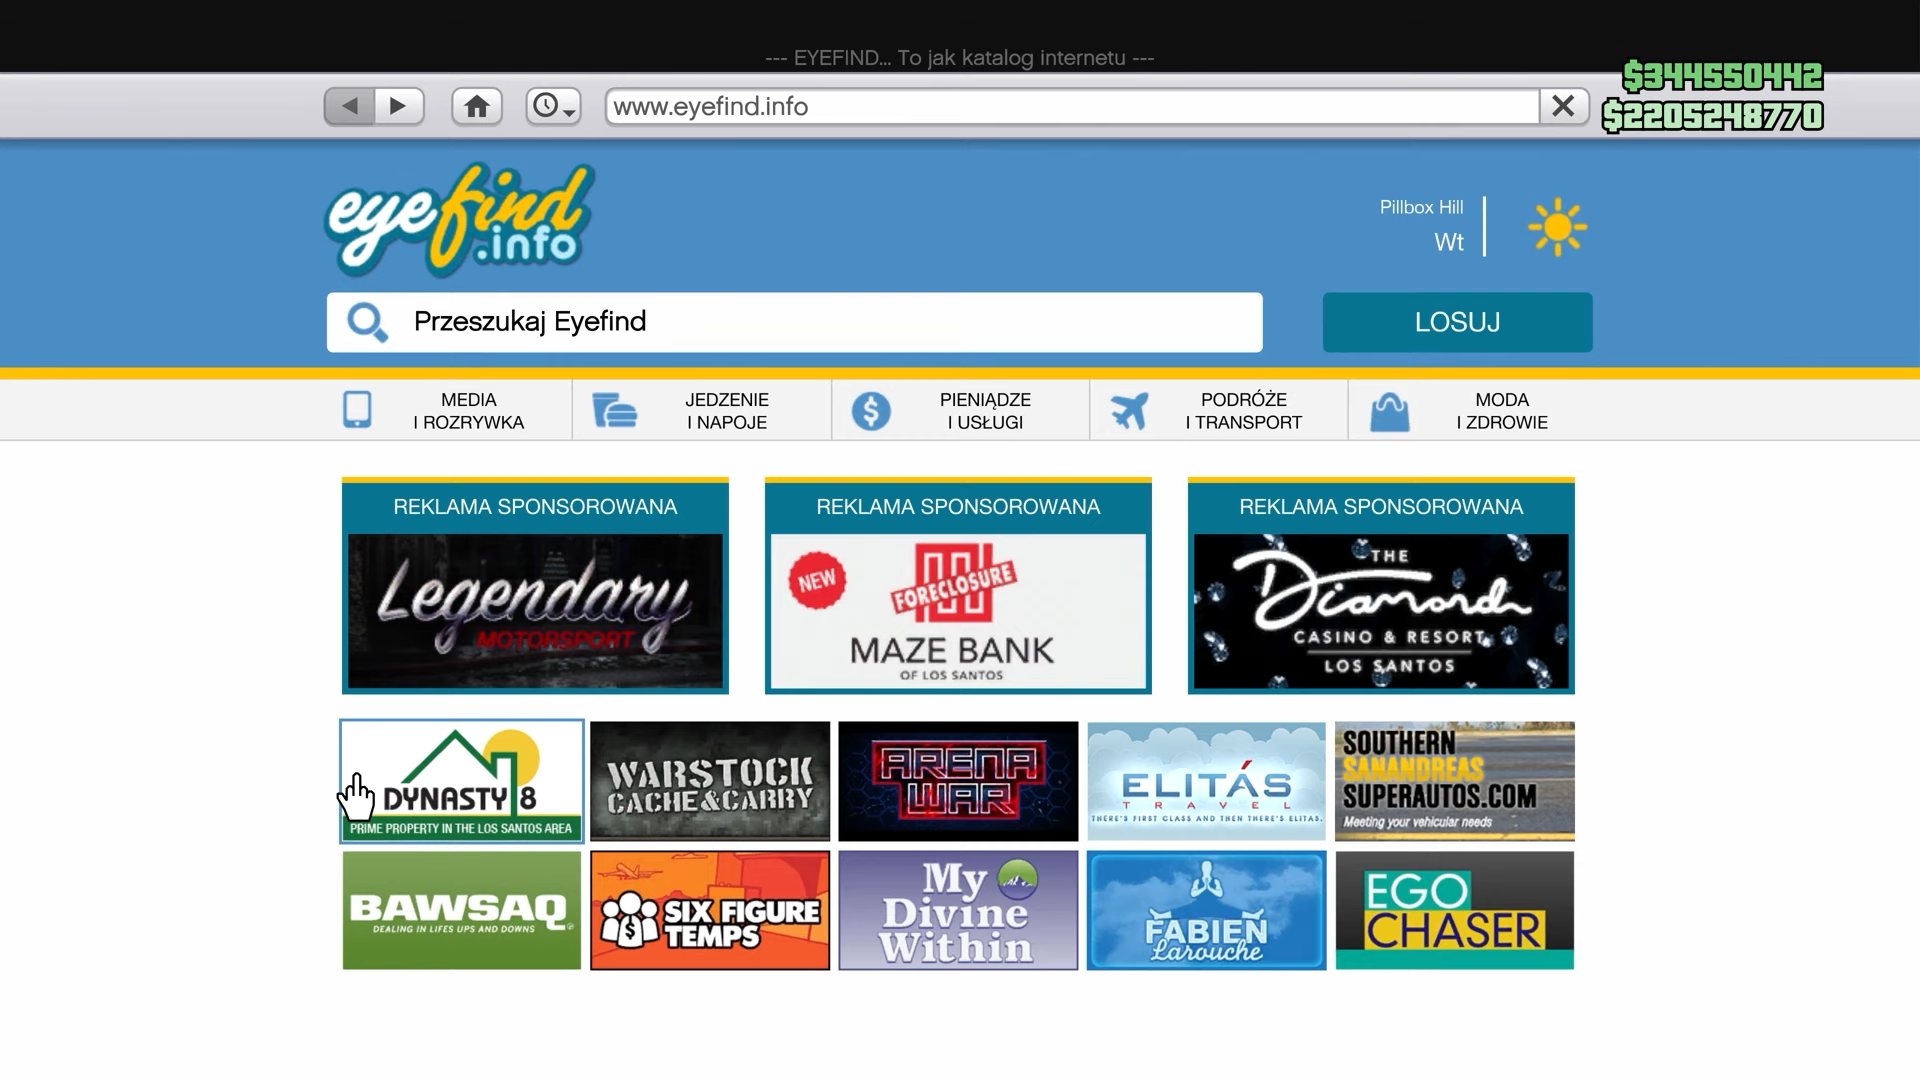 --- EYEFIND... To jak katalog internetu ---
$344550442
www.eyefind.info
$2205248770
eyefind
.info
Pillbox Hill
Wt
Przeszukaj Eyefind
LOSUJ
MEDIA
I ROZRYWKA
JEDZENIE
I NAPOJE
PIENIĄDZE
I USŁUGI
PODRÓŻE
I TRANSPORT
MODA
I ZDROWIE
REKLAMA SPONSOROWANA
Legendary
MOTORSPORT
REKLAMA SPONSOROWANA
NEW
FORECLOSURE
MAZE BANK
OF LOS SANTOS
REKLAMA SPONSOROWANA
THE
Diamond
CASINO & RESORT
LOS SANTOS
DYNASTY 8
PRIME PROPERTY IN THE LOS SANTOS AREA
WARSTOCK
CACHE&CARRY
ARENA
WAR
ELITÁS
TRAVEL
THERE'S FIRST CLASS AND THEN THERE'S ELITAS.
SOUTHERN
SANANDREAS
SUPERAUTOS.COM
Meeting your vehicular needs
BAWSAQ
DEALING IN LIFES UPS AND DOWNS
SIX FIGURE
TEMPS
My
Divine
Within
FABIEN
Larouche
EGO
CHASER